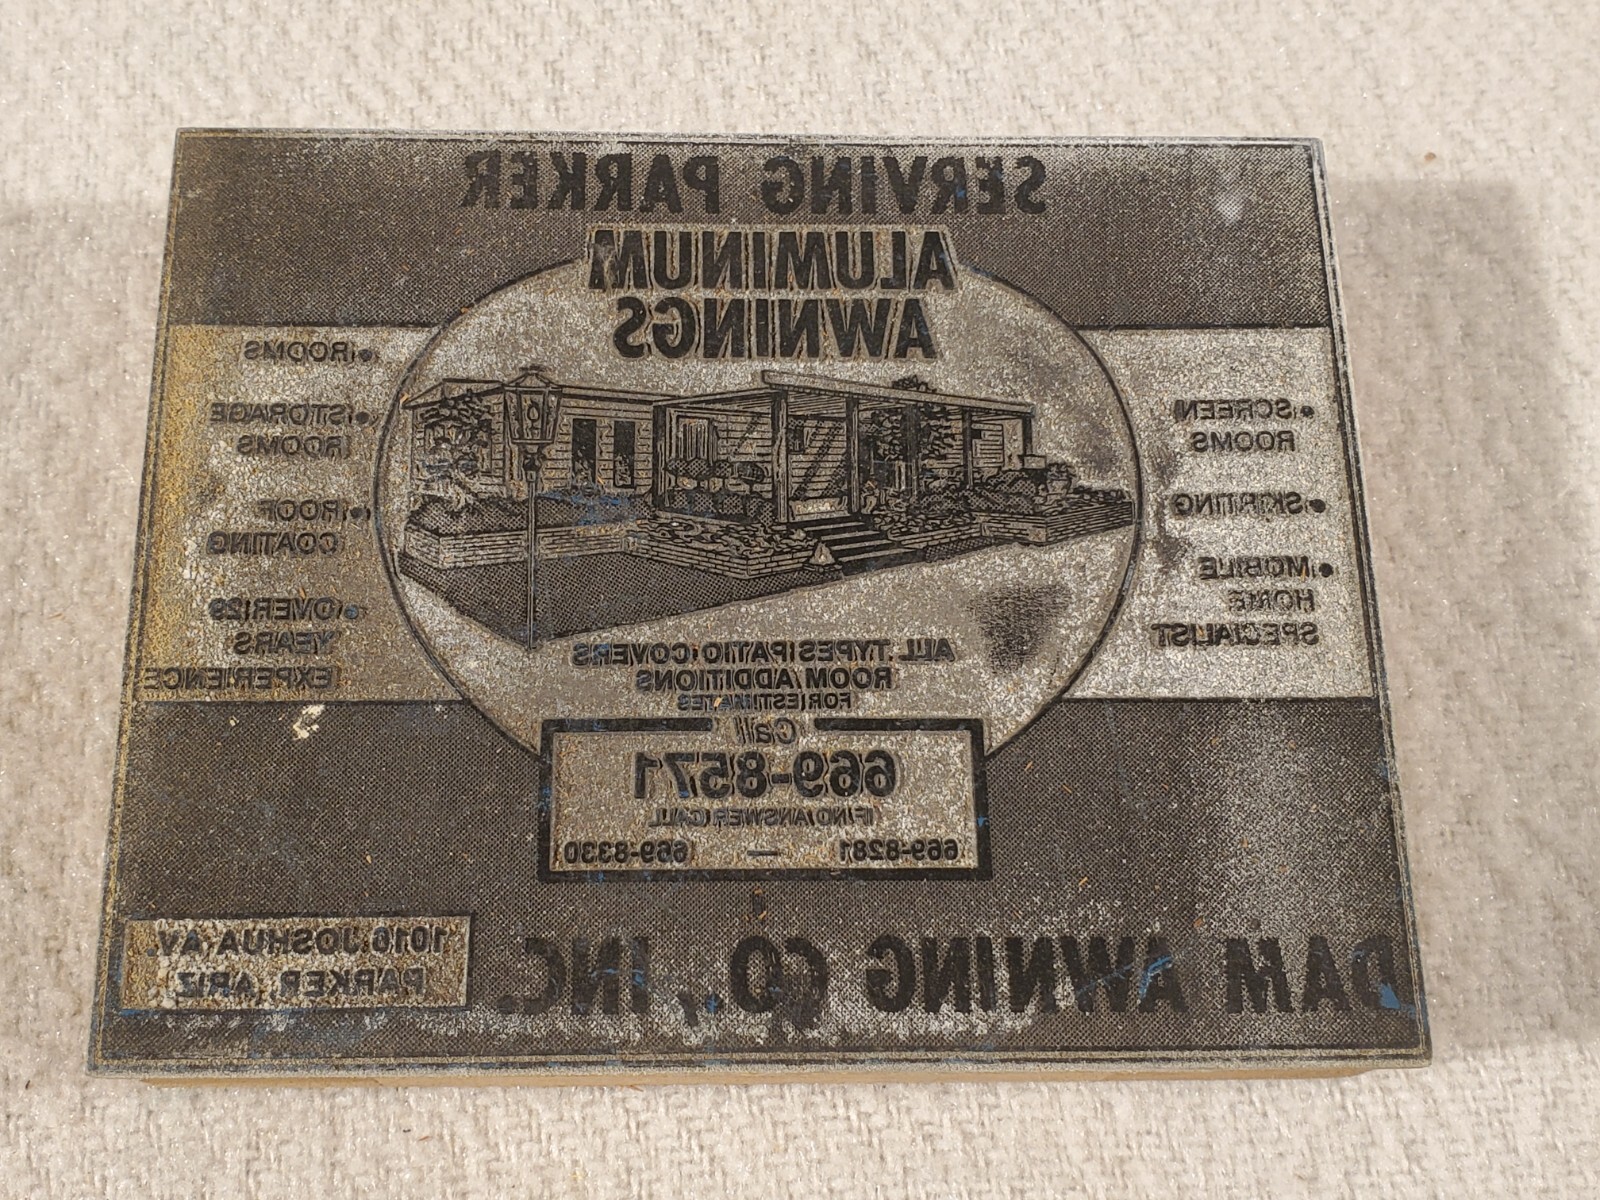 SERVING PARKER
ALUMINUM
AWNINGS
• SCREEN
ROOMS
• SKIRTING
• MOBILE
HOME
SPECIALIST
• ROOMS
• STORAGE
ROOMS
• ROOF
COATING
• OVER 29
YEARS
EXPERIENCE
ALL TYPES PATIO COVERS
ROOM ADDITIONS
FOR ESTIMATES
Call
669-8571
IF NO ANSWER CALL
669-8281 — 669-8330
DAM AWNING CO., INC.
1016 JOSHUA AV.
PARKER, ARIZ